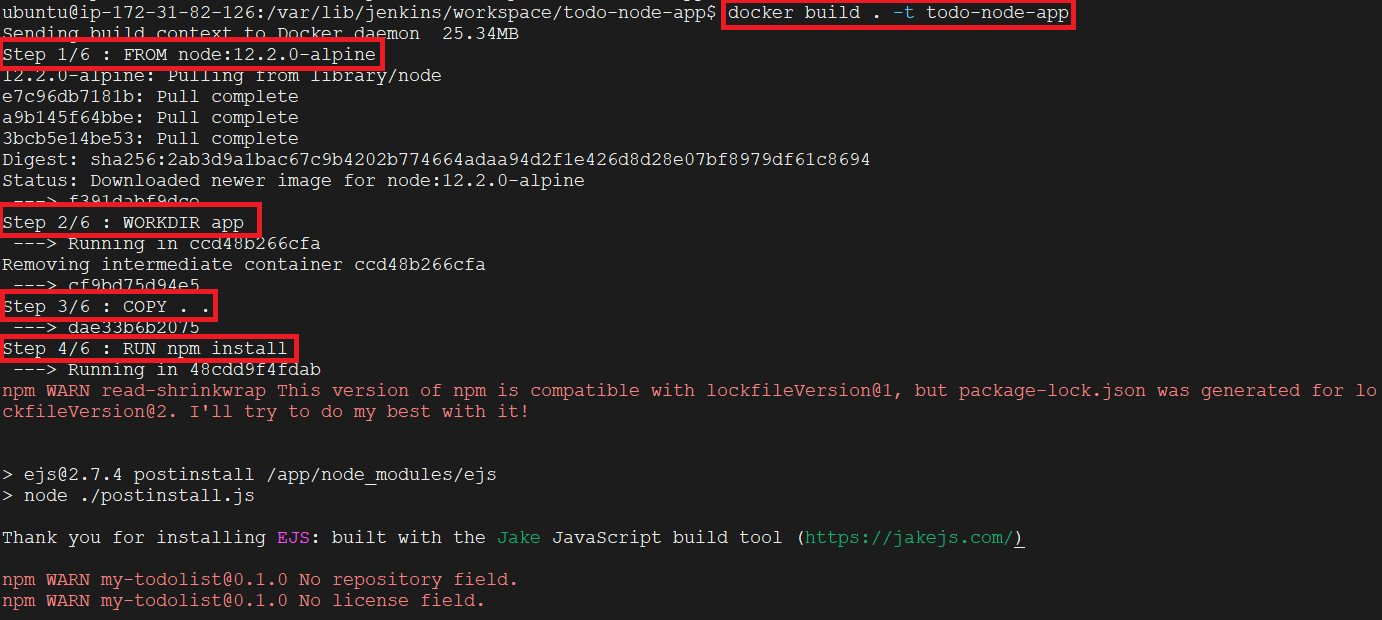 ubuntu@ip-172-31-82-126:/var/lib/jenkins/workspace/todo-node-app$ docker build . -t todo-node-app
Sending build context to Docker daemon  25.34MB
Step 1/6 : FROM node:12.2.0-alpine
12.2.0-alpine: Pulling from library/node
e7c96db7181b: Pull complete
a9b145f64bbe: Pull complete
3bcb5e14be53: Pull complete
Digest: sha256:2ab3d9a1bac67c9b4202b774664adaa94d2f1e426d8d28e07bf8979df61c8694
Status: Downloaded newer image for node:12.2.0-alpine
 ---> f391dabf9dce
Step 2/6 : WORKDIR app
 ---> Running in ccd48b266cfa
Removing intermediate container ccd48b266cfa
 ---> cf9bd75d94e5
Step 3/6 : COPY . .
 ---> dae33b6b2075
Step 4/6 : RUN npm install
 ---> Running in 48cdd9f4fdab
npm WARN read-shrinkwrap This version of npm is compatible with lockfileVersion@1, but package-lock.json was generated for lo
ckfileVersion@2. I'll try to do my best with it!
> ejs@2.7.4 postinstall /app/node_modules/ejs
> node ./postinstall.js
Thank you for installing EJS: built with the Jake JavaScript build tool (https://jakejs.com/)
npm WARN my-todolist@0.1.0 No repository field.
npm WARN my-todolist@0.1.0 No license field.